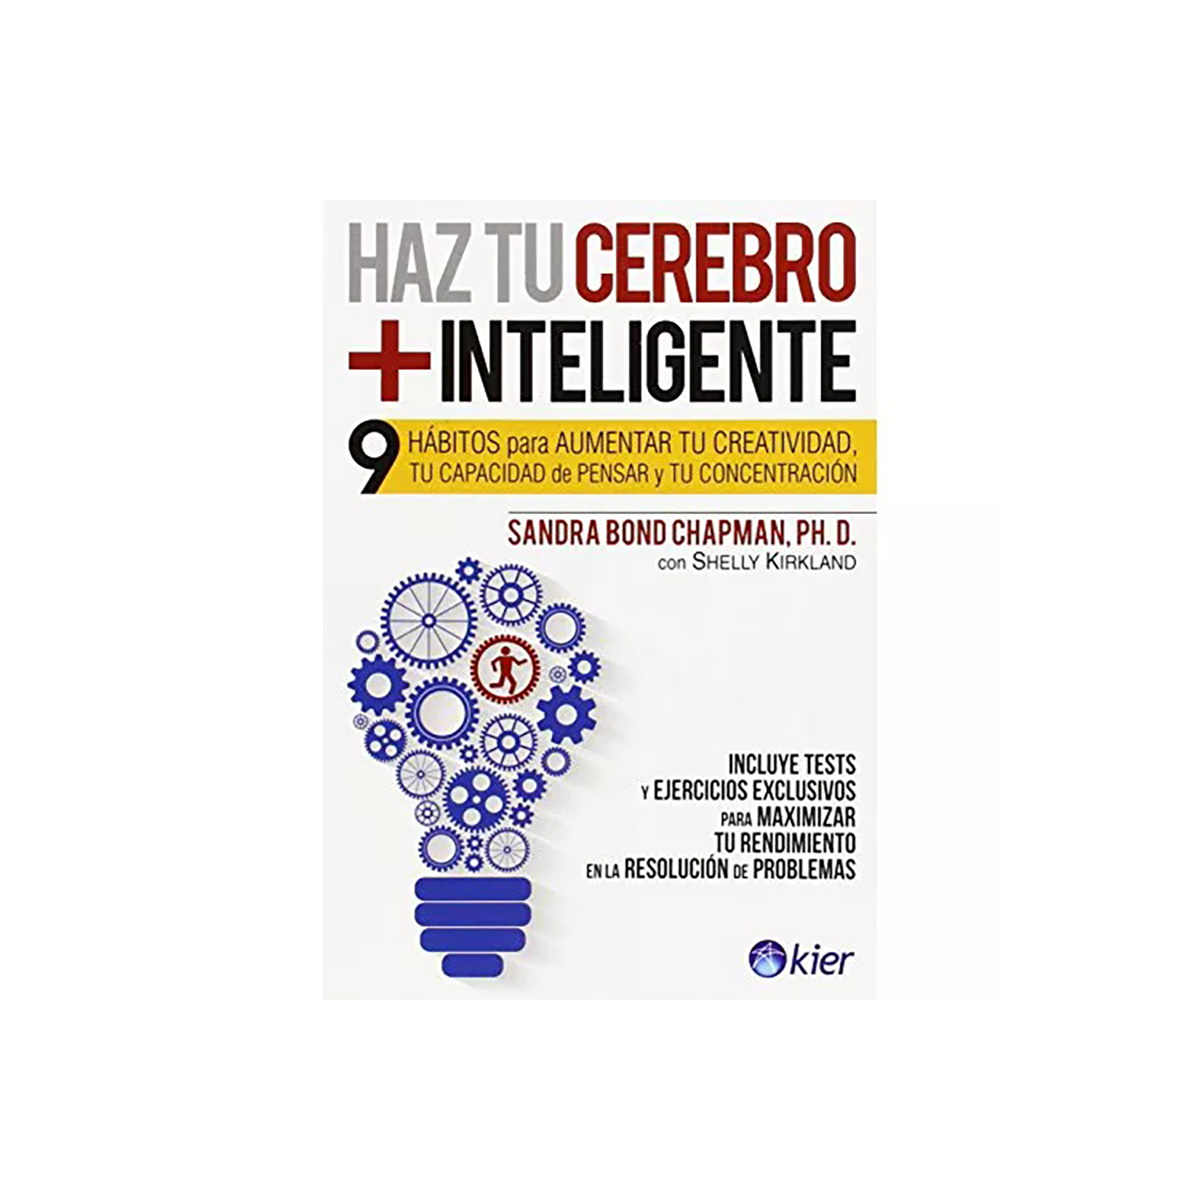 HAZ TU CEREBRO
+ INTELIGENTE
9 HÁBITOS para AUMENTAR TU CREATIVIDAD,
TU CAPACIDAD de PENSAR y TU CONCENTRACIÓN
SANDRA BOND CHAPMAN, PH. D.
con SHELLY KIRKLAND
INCLUYE TESTS
Y EJERCICIOS EXCLUSIVOS
PARA MAXIMIZAR
TU RENDIMIENTO
EN LA RESOLUCIÓN DE PROBLEMAS
kier